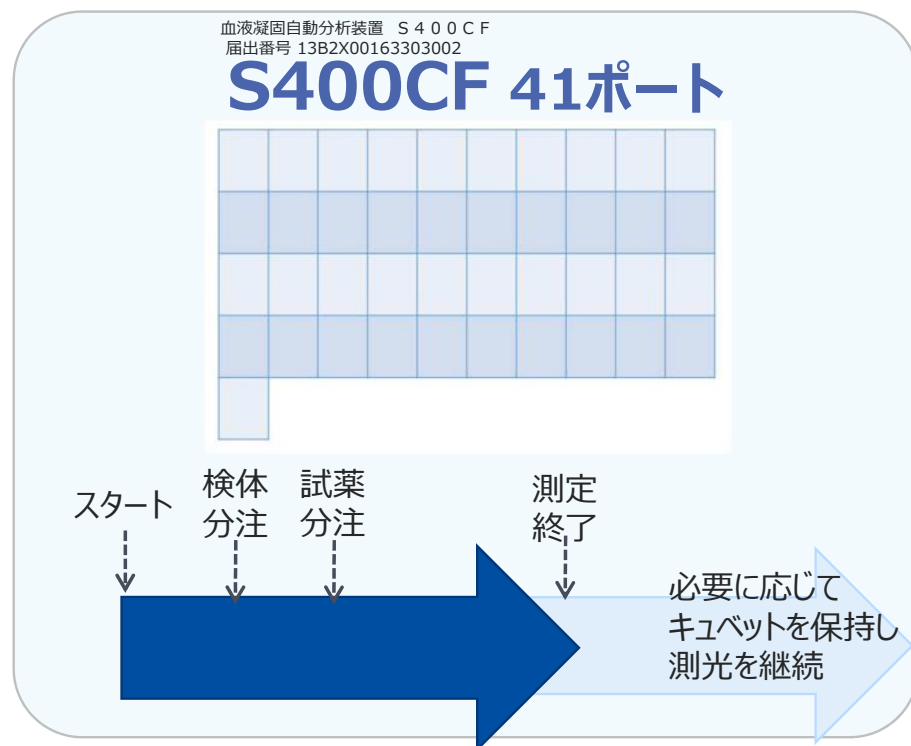 血液凝固自動分析装置 S400CF
届出番号 13B2X00163303002
S400CF 41ポート
スタート
検体
分注
試薬
分注
測定
終了
必要に応じて
キュベットを保持し
測光を継続